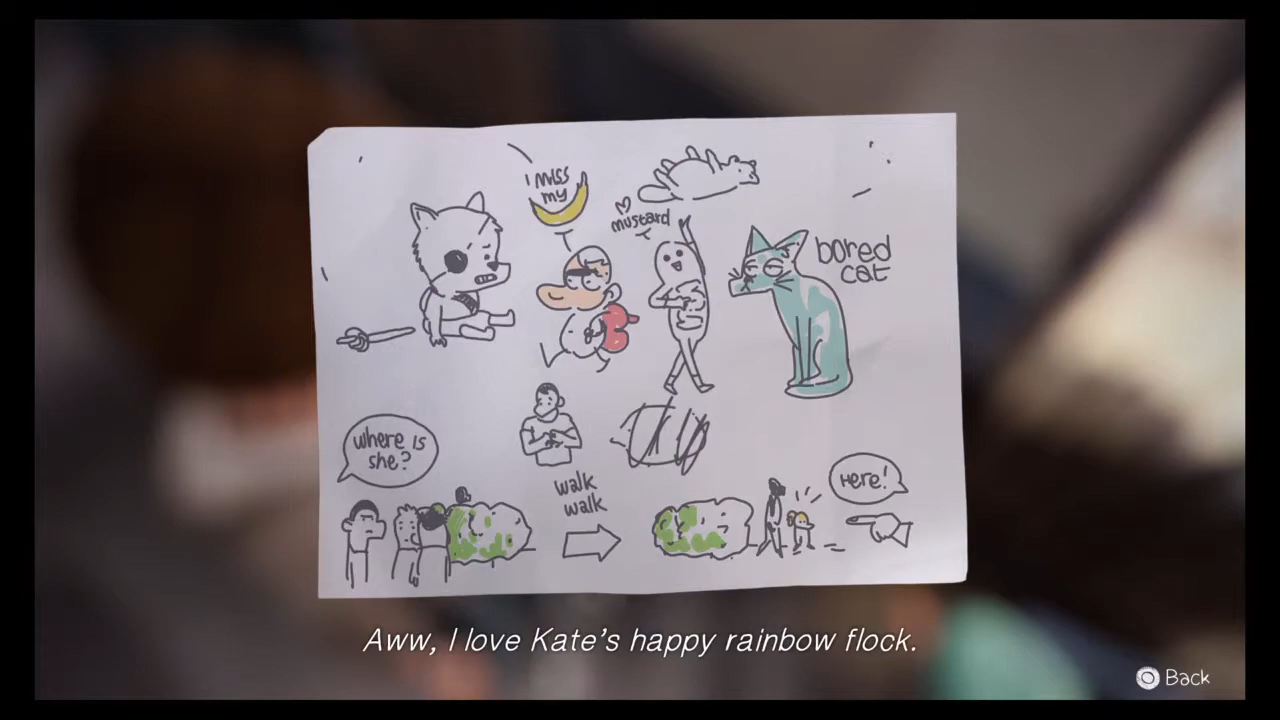 I miss
my
mustard
bored
cat
where is
she?
walk
walk
Here!
Aww, I love Kate's happy rainbow flock.
Back